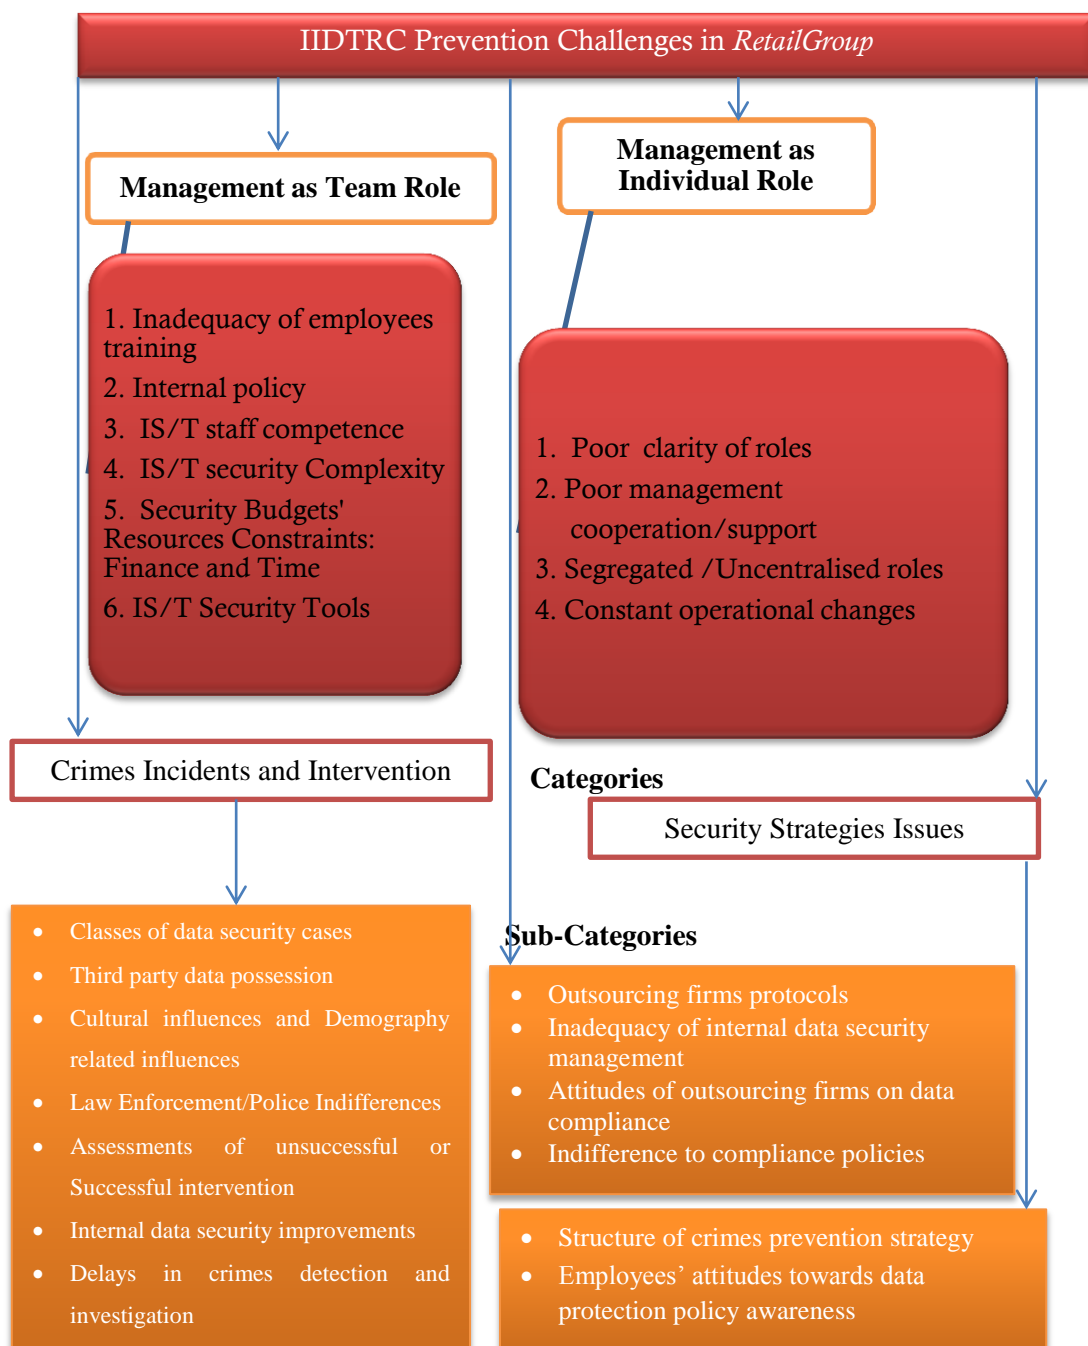 IIDTRC Prevention Challenges in RetailGroup
Management as Team Role
Management as
Individual Role
1. Inadequacy of employees
training
2. Internal policy
3. IS/T staff competence
4. IS/T security Complexity
5. Security Budgets'
Resources Constraints:
Finance and Time
6. IS/T Security Tools
1. Poor clarity of roles
2. Poor management
cooperation/support
3. Segregated /Uncentralised roles
4. Constant operational changes
Crimes Incidents and Intervention
Categories
Security Strategies Issues
• Classes of data security cases
• Third party data possession
• Cultural influences and Demography
related influences
• Law Enforcement/Police Indifferences
• Assessments of unsuccessful or
Successful intervention
• Internal data security improvements
• Delays in crimes detection and
investigation
Sub-Categories
• Outsourcing firms protocols
• Inadequacy of internal data security
management
• Attitudes of outsourcing firms on data
compliance
• Indifference to compliance policies
• Structure of crimes prevention strategy
• Employees’ attitudes towards data
protection policy awareness